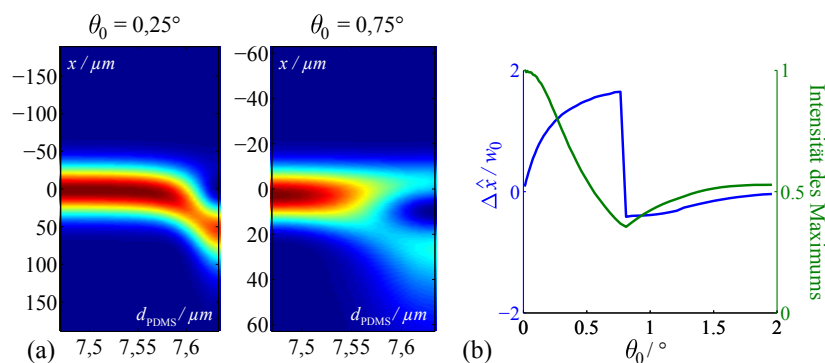 θ₀ = 0,25°
θ₀ = 0,75°
x / µm
−150
−100
−50
0
50
100
150
d_PDMS / µm
7,5
7,55
7,6
(a)
x / µm
−60
−40
−20
0
20
40
60
d_PDMS / µm
7,5
7,55
7,6
(b)
2
0
−2
Δx̂ / w₀
1
0.5
0
Intensität des Maximums
0
0.5
1
1.5
2
θ₀ / °